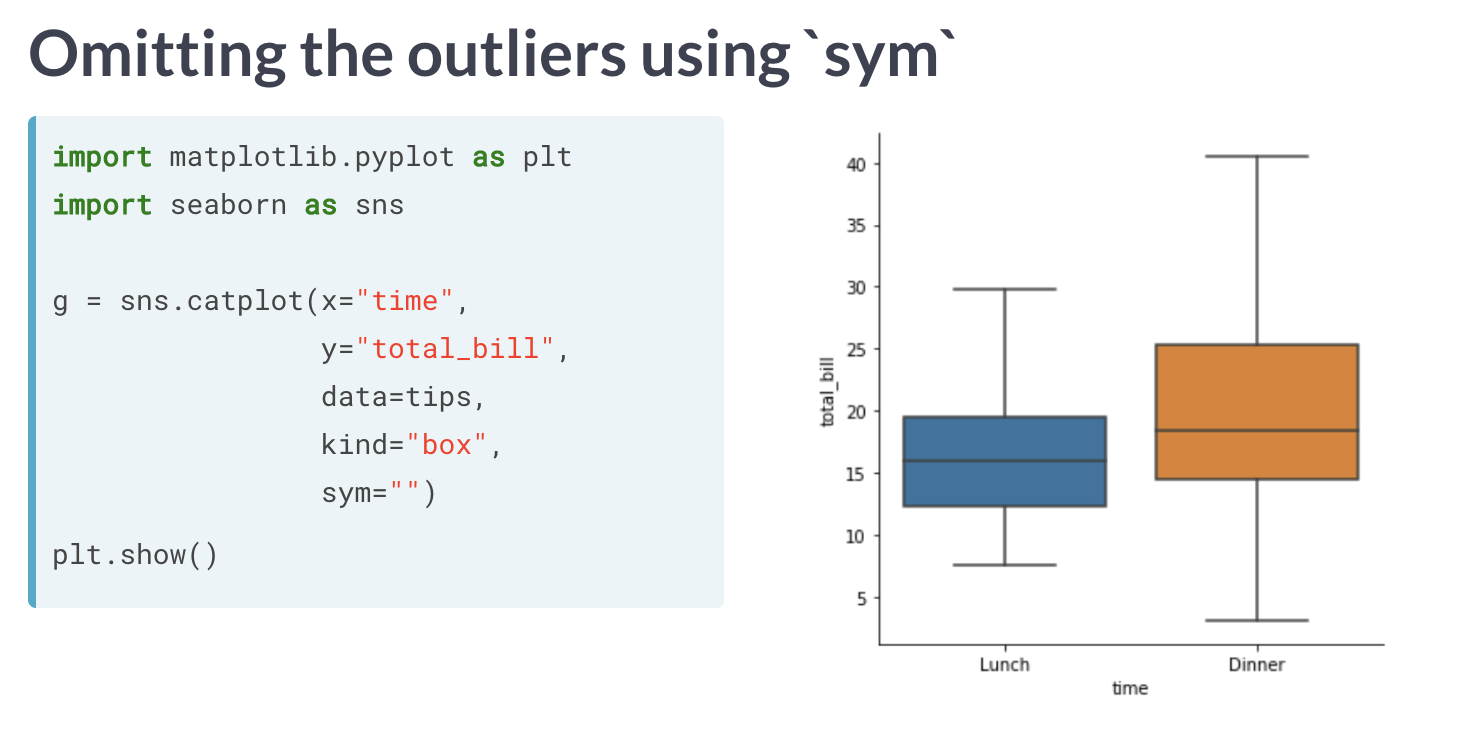 Omitting the outliers using `sym`
import matplotlib.pyplot as plt
import seaborn as sns
g = sns.catplot(x="time",
y="total_bill",
data=tips,
kind="box",
sym="")
plt.show()
40
35
30
25
20
15
10
5
total_bill
Lunch Dinner
time